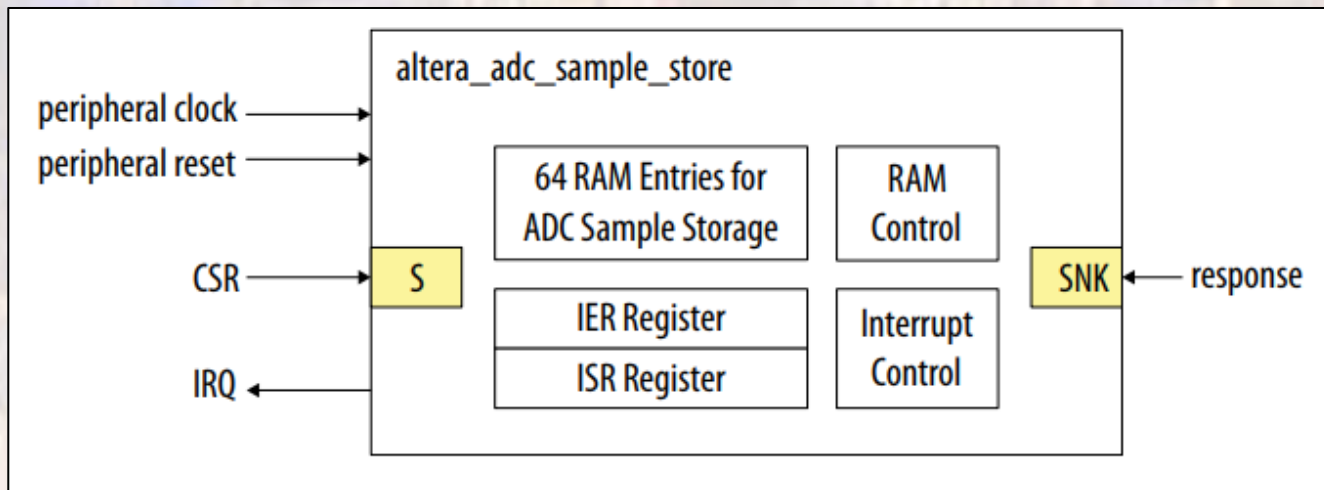 altera_adc_sample_store
peripheral clock
peripheral reset
64 RAM Entries for
ADC Sample Storage
RAM
Control
CSR
S
SNK
response
IER Register
ISR Register
Interrupt
Control
IRQ